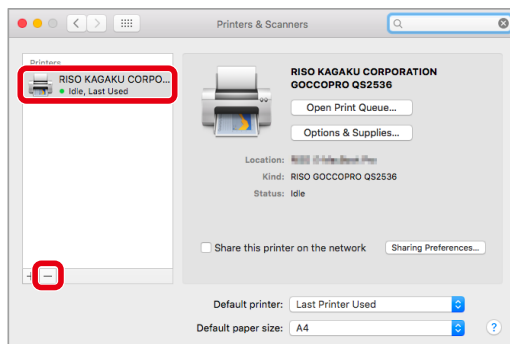 Printers & Scanners
Printers
RISO KAGAKU CORPO...
Idle, Last Used
RISO KAGAKU CORPORATION
GOCCOPRO QS2536
Open Print Queue...
Options & Supplies...
Location:
Kind: RISO GOCCOPRO QS2536
Status: Idle
Share this printer on the network Sharing Preferences...
+ −
Default printer: Last Printer Used
Default paper size: A4 ?